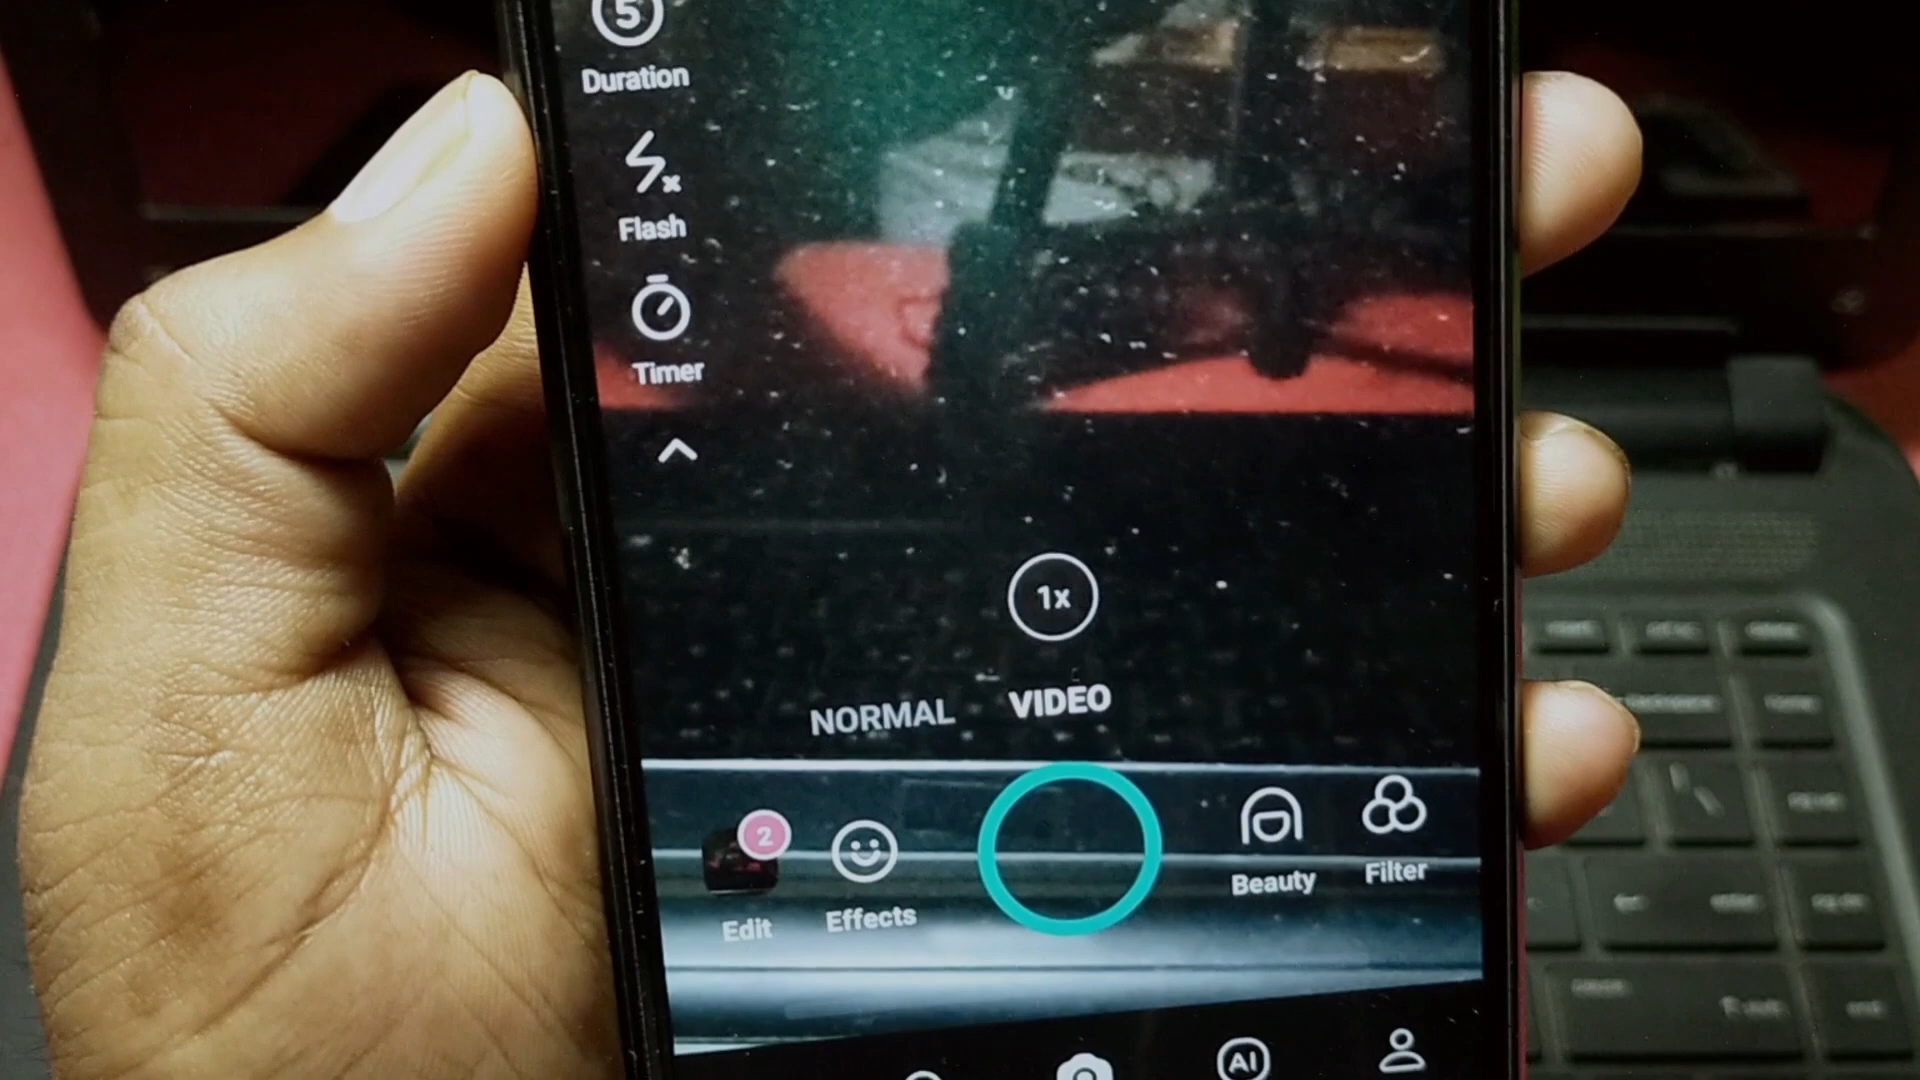 5
Duration
Flash
Timer
1x
NORMAL VIDEO
2
Edit
Effects
Beauty
Filter
AI